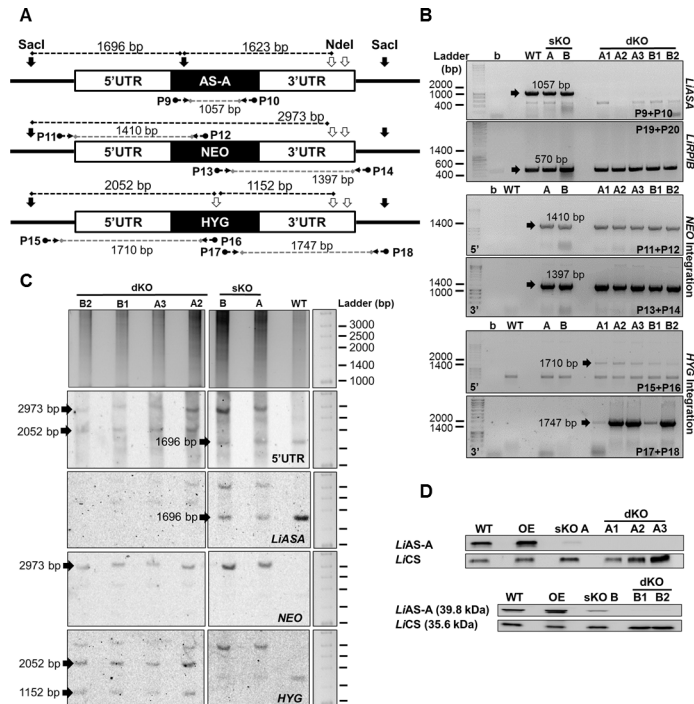 A
SacI 1696 bp 1623 bp NdeI SacI
5'UTR AS-A 3'UTR
P9 P10
1057 bp
2973 bp
P11 1410 bp P12
5'UTR NEO 3'UTR
P13 P14
1397 bp
2052 bp 1152 bp
5'UTR HYG 3'UTR
P15 P16
1710 bp P17 1747 bp P18
B
sKO dKO
Ladder (bp) b WT A B A1 A2 A3 B1 B2
2000
1000
400
1057 bp
P9+P10
LiASA
P19+P20
1400
600
400
570 bp
LiRPIB
b WT A B A1 A2 A3 B1 B2
1400
1410 bp
5' P11+P12
1400
1000
1397 bp
3' P13+P14
NEO Integration
b WT A B A1 A2 A3 B1 B2
2000
1400
1710 bp
5' P15+P16
2000
1400
1747 bp
3' P17+P18
HYG Integration
C
dKO sKO
B2 B1 A3 A2 B A WT Ladder (bp)
3000
2500
2000
1400
1000
2973 bp
2052 bp
1696 bp
5'UTR
1696 bp
LiASA
2973 bp
NEO
2052 bp
1152 bp
HYG
D
dKO
WT OE sKO A A1 A2 A3
LiAS-A
LiCS
dKO
WT OE sKO B B1 B2
LiAS-A (39.8 kDa)
LiCS (35.6 kDa)